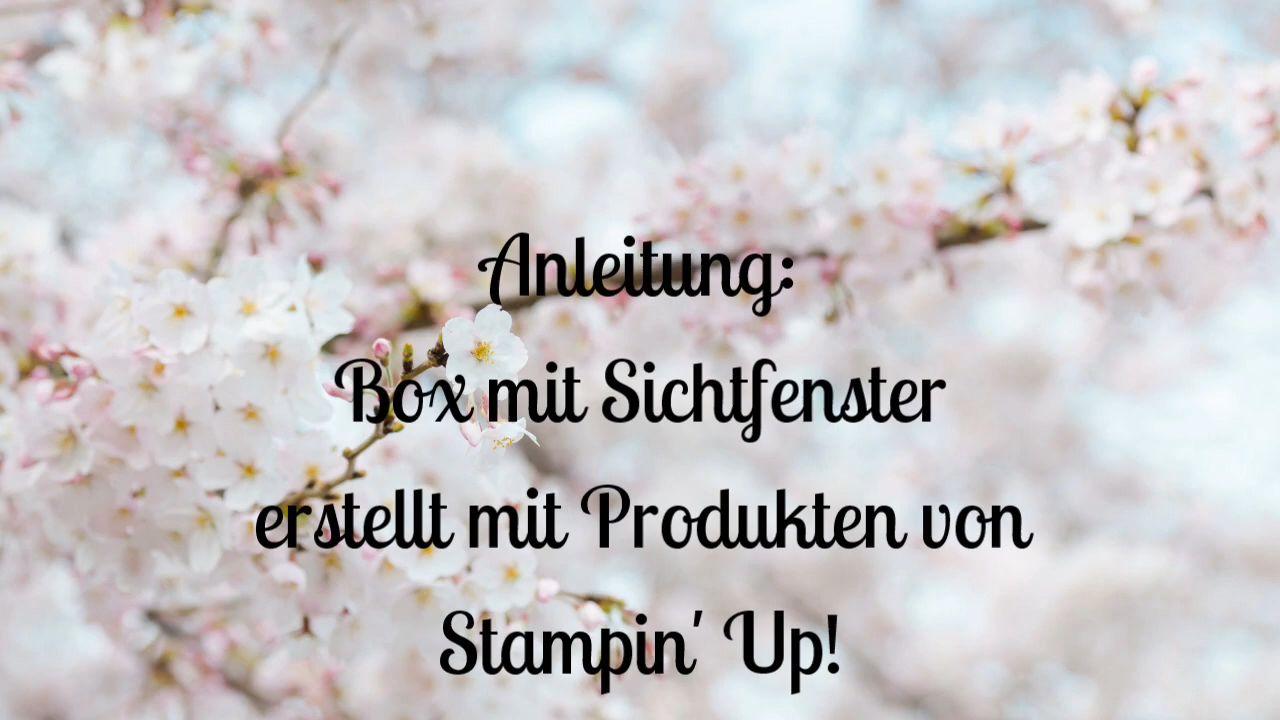 Anleitung:
Box mit Sichtfenster
erstellt mit Produkten von
Stampin' Up!